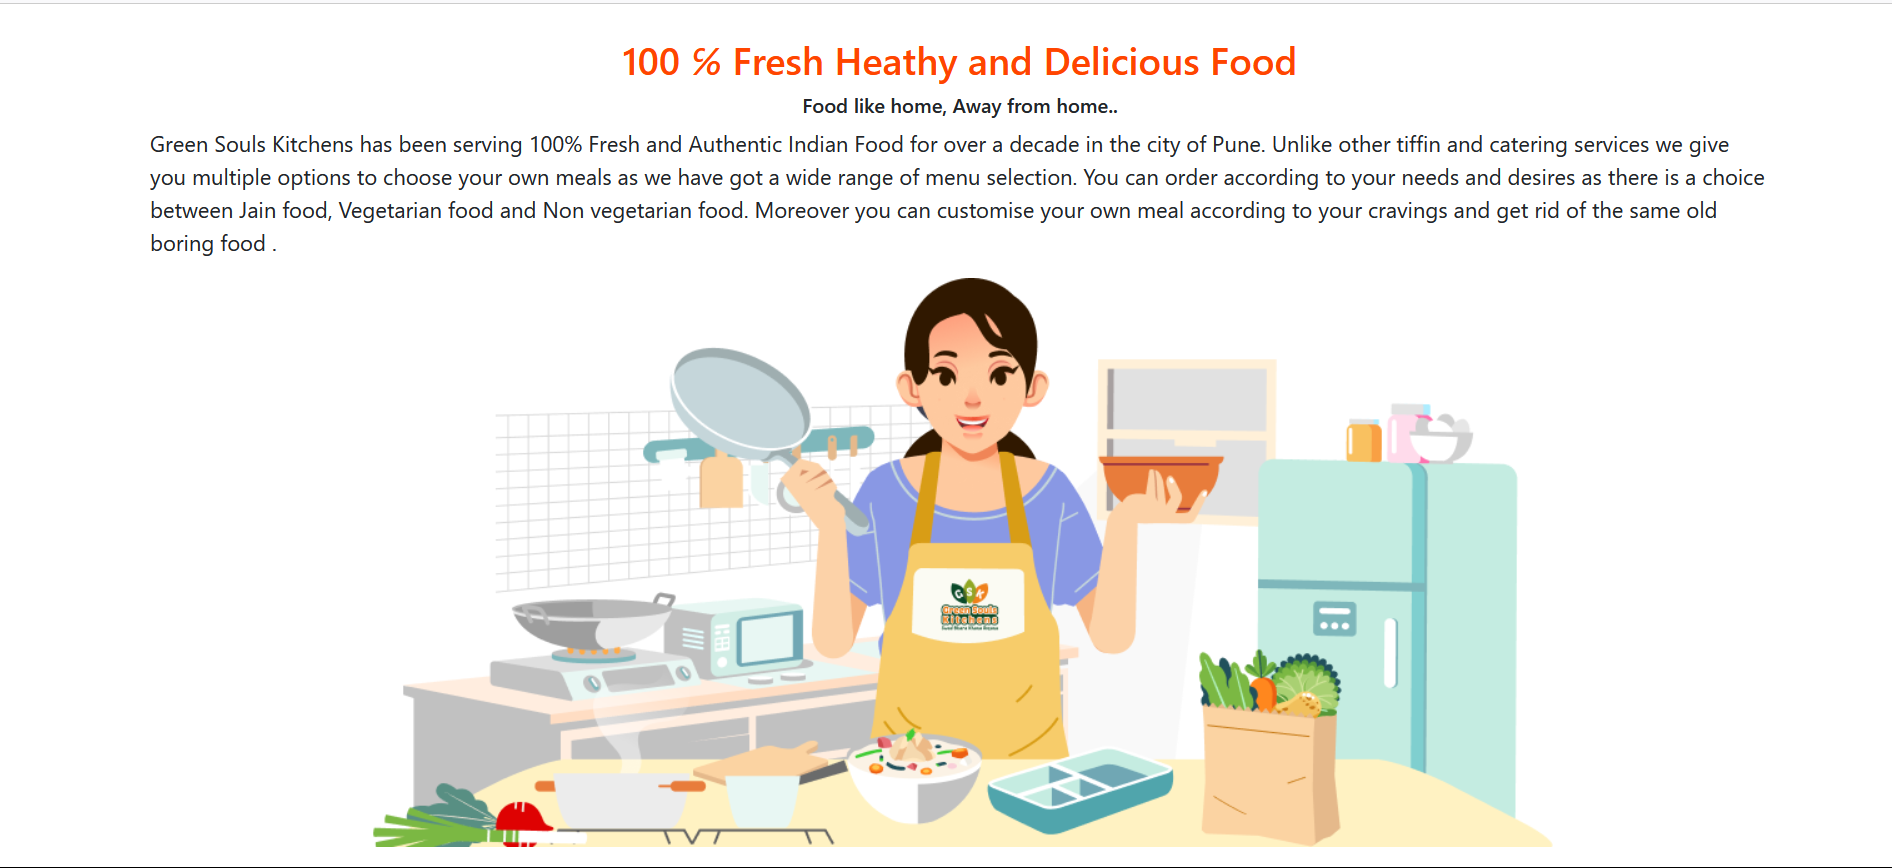 100 % Fresh Heathy and Delicious Food
Food like home, Away from home..
Green Souls Kitchens has been serving 100% Fresh and Authentic Indian Food for over a decade in the city of Pune. Unlike other tiffin and catering services we give
you multiple options to choose your own meals as we have got a wide range of menu selection. You can order according to your needs and desires as there is a choice
between Jain food, Vegetarian food and Non vegetarian food. Moreover you can customise your own meal according to your cravings and get rid of the same old
boring food .
G S K
Green Souls
Kitchens